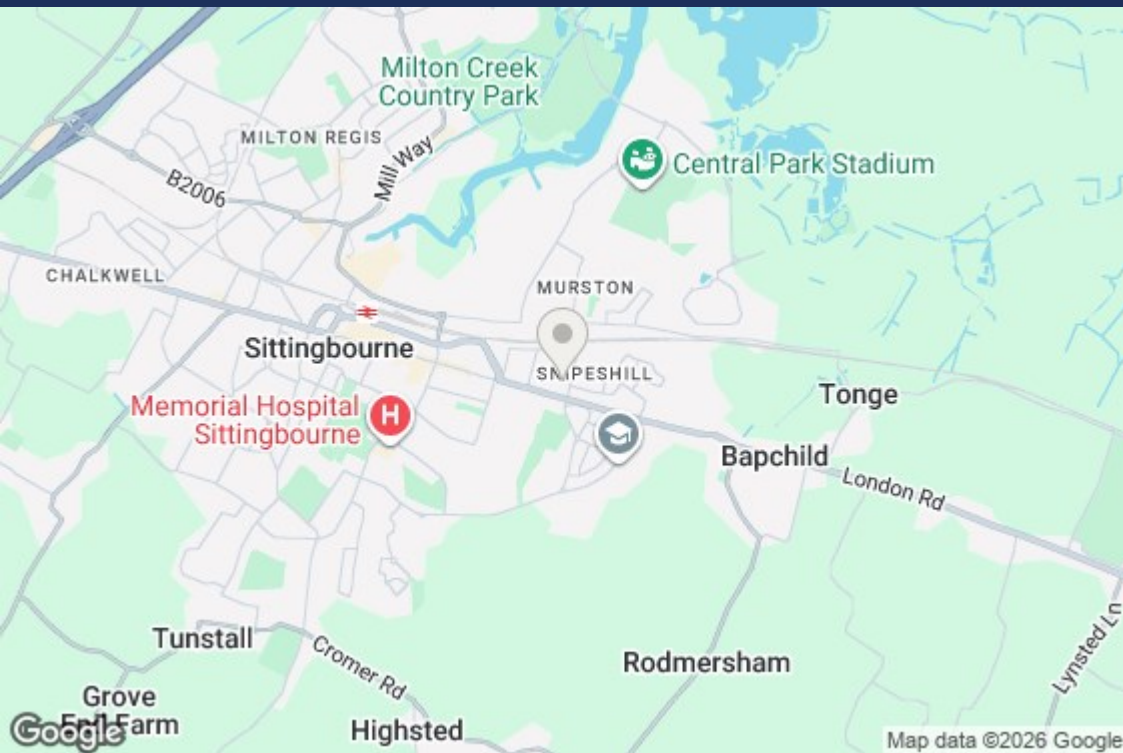 Milton Creek
Country Park
MILTON REGIS
Mill Way
B2006
Central Park Stadium
CHALKWELL
MURSTON
Sittingbourne
SNIPESHILL
Memorial Hospital
Sittingbourne
H
Tonge
Bapchild
London Rd
Tunstall
Cromer Rd
Rodmersham
Lynsted Ln
Grove
Farm
Highsted
Google
Map data ©2026 Google